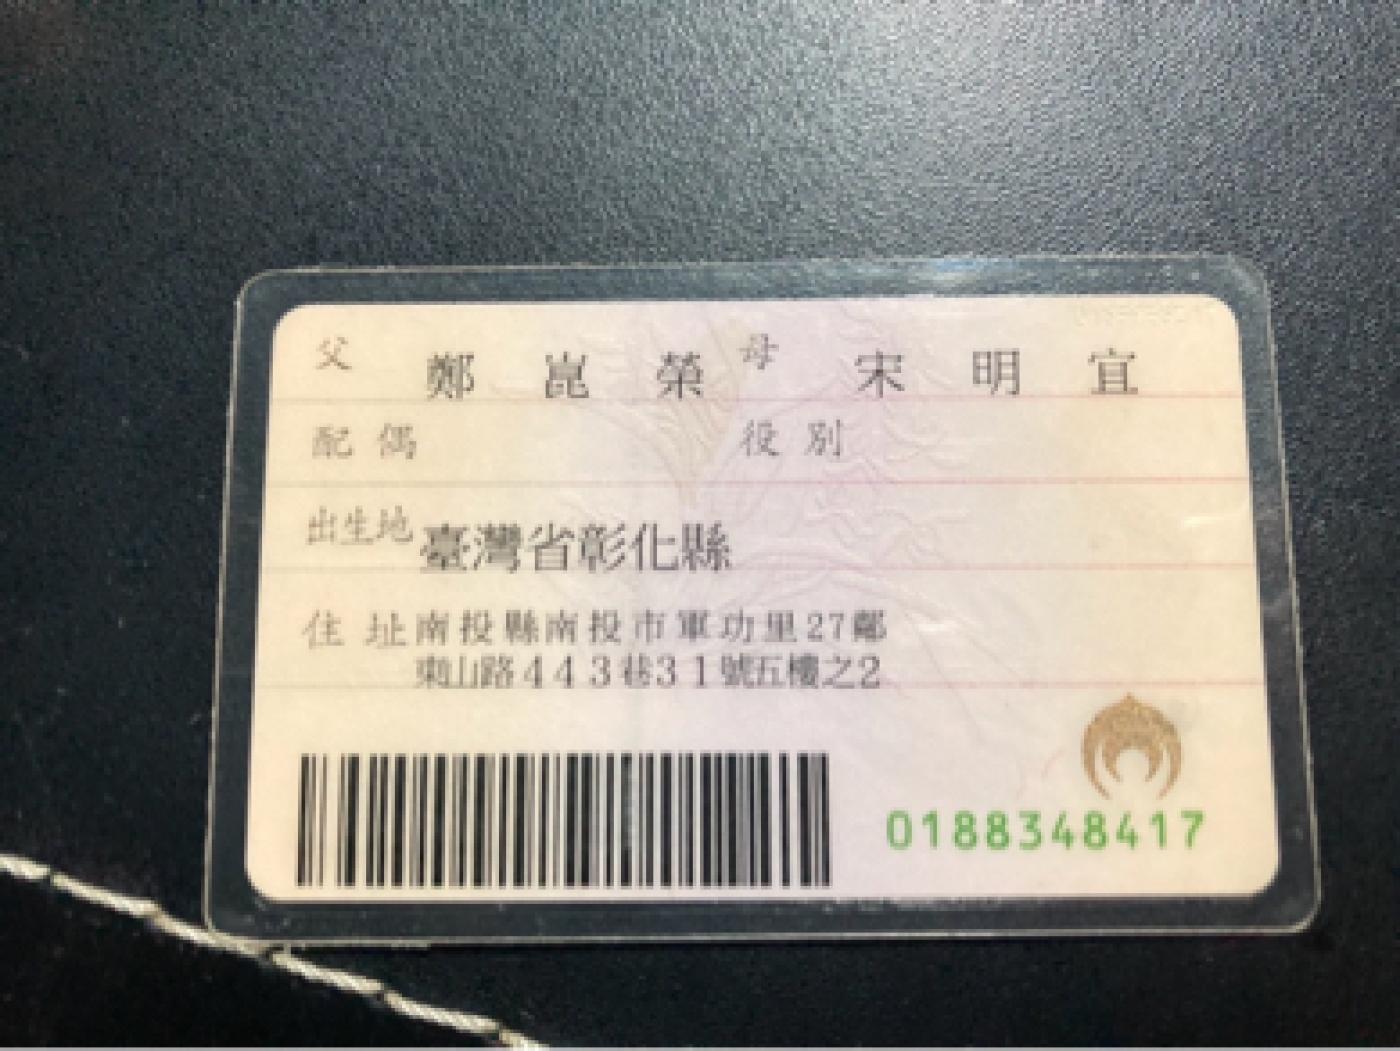 父 鄭崑榮 母 宋明宜
配偶 役別
出生地 臺灣省彰化縣
住址 南投縣南投市軍功里27鄰
東山路443巷31號五樓之2
0188348417